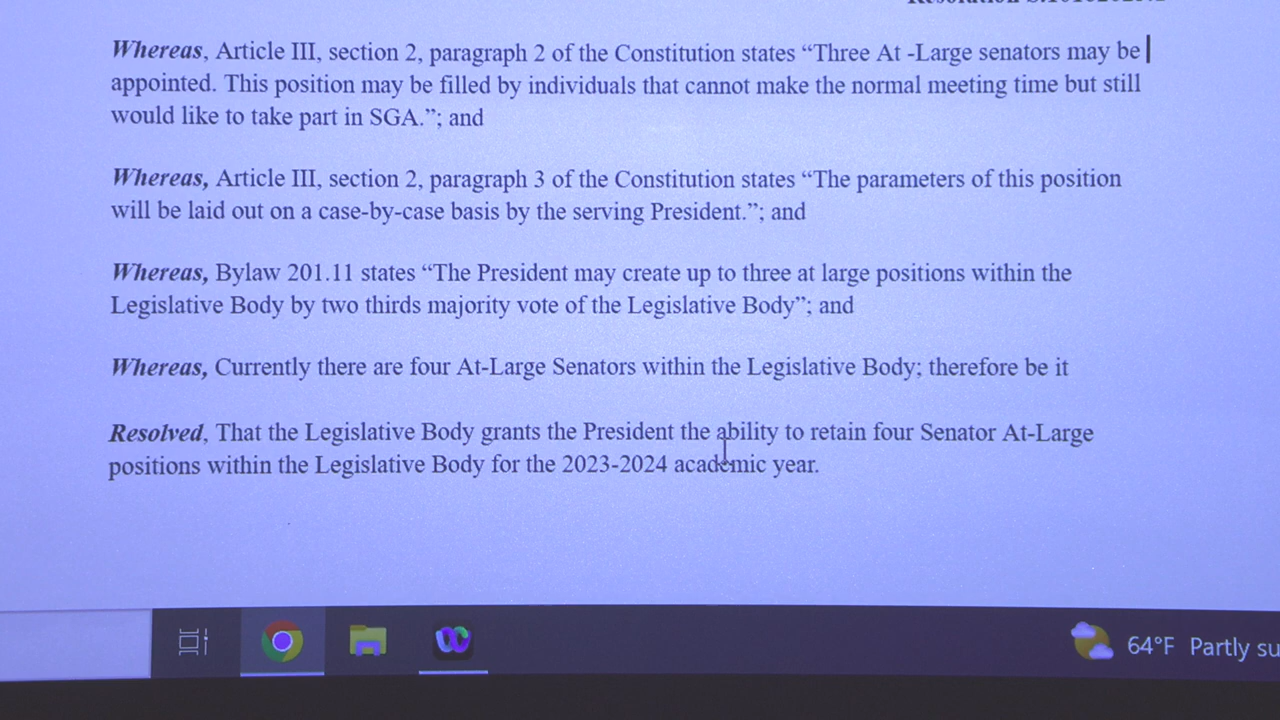 Whereas, Article III, section 2, paragraph 2 of the Constitution states “Three At -Large senators may be
appointed. This position may be filled by individuals that cannot make the normal meeting time but still
would like to take part in SGA.”; and
Whereas, Article III, section 2, paragraph 3 of the Constitution states “The parameters of this position
will be laid out on a case-by-case basis by the serving President.”; and
Whereas, Bylaw 201.11 states “The President may create up to three at large positions within the
Legislative Body by two thirds majority vote of the Legislative Body”; and
Whereas, Currently there are four At-Large Senators within the Legislative Body; therefore be it
Resolved, That the Legislative Body grants the President the ability to retain four Senator At-Large
positions within the Legislative Body for the 2023-2024 academic year.
64°F Partly su